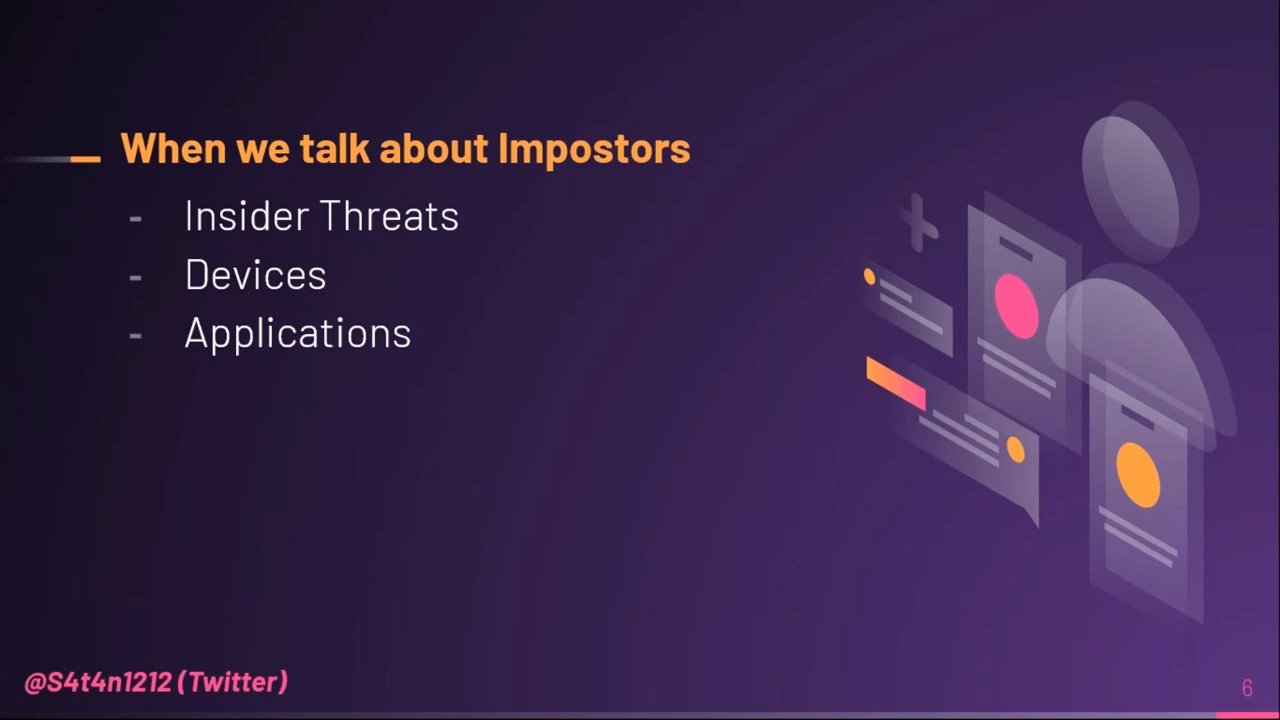 When we talk about Impostors
- Insider Threats
- Devices
- Applications
@S4t4n1212 (Twitter)
6